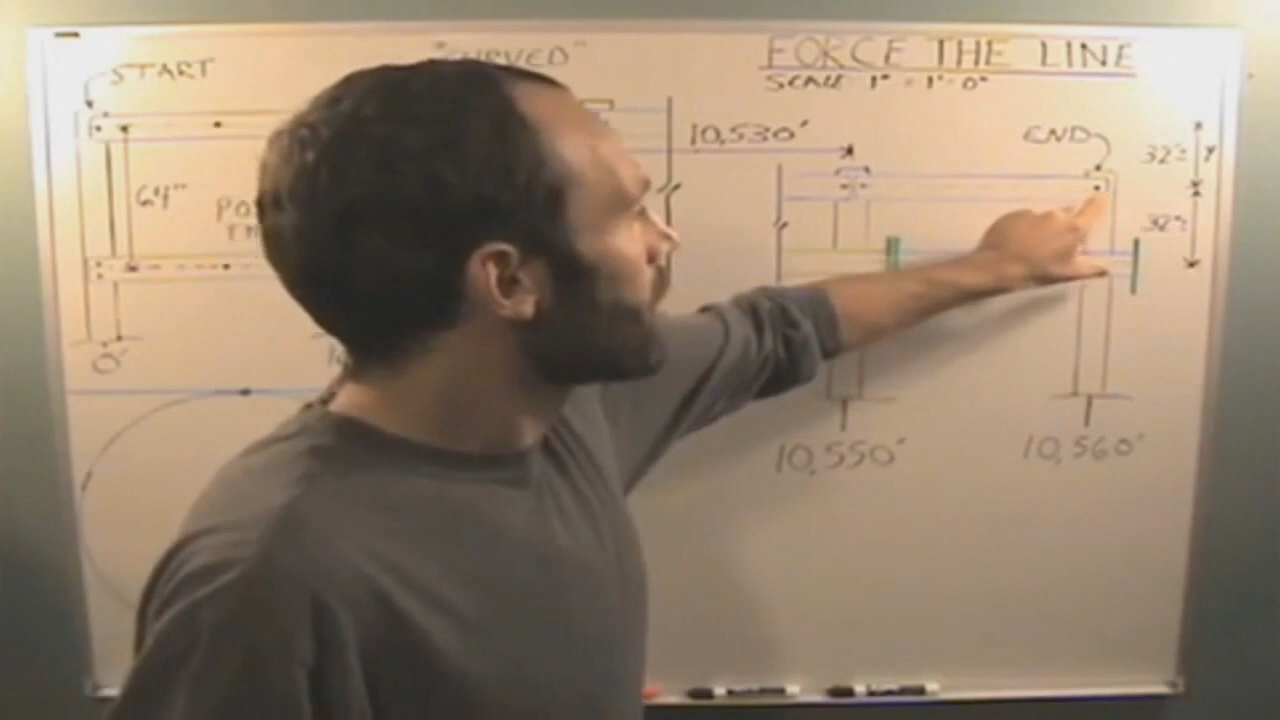 "CURVED"
FORCE THE LINE
SCALE 1" = 1'-0"
START
10,530'
END
32"
64"
32"
0'
10,550'
10,560'